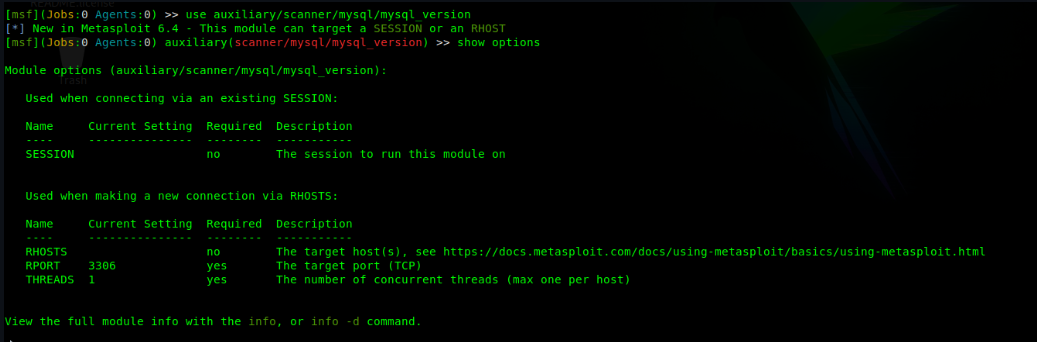 README.license
[msf](Jobs:0 Agents:0) >> use auxiliary/scanner/mysql/mysql_version
[*] New in Metasploit 6.4 - This module can target a SESSION or an RHOST
[msf](Jobs:0 Agents:0) auxiliary(scanner/mysql/mysql_version) >> show options
Module options (auxiliary/scanner/mysql/mysql_version):
Trash
Used when connecting via an existing SESSION:
Name Current Setting Required Description
---- --------------- -------- -----------
SESSION no The session to run this module on
Used when making a new connection via RHOSTS:
Name Current Setting Required Description
---- --------------- -------- -----------
RHOSTS no The target host(s), see https://docs.metasploit.com/docs/using-metasploit/basics/using-metasploit.html
RPORT 3306 yes The target port (TCP)
THREADS 1 yes The number of concurrent threads (max one per host)
View the full module info with the info, or info -d command.